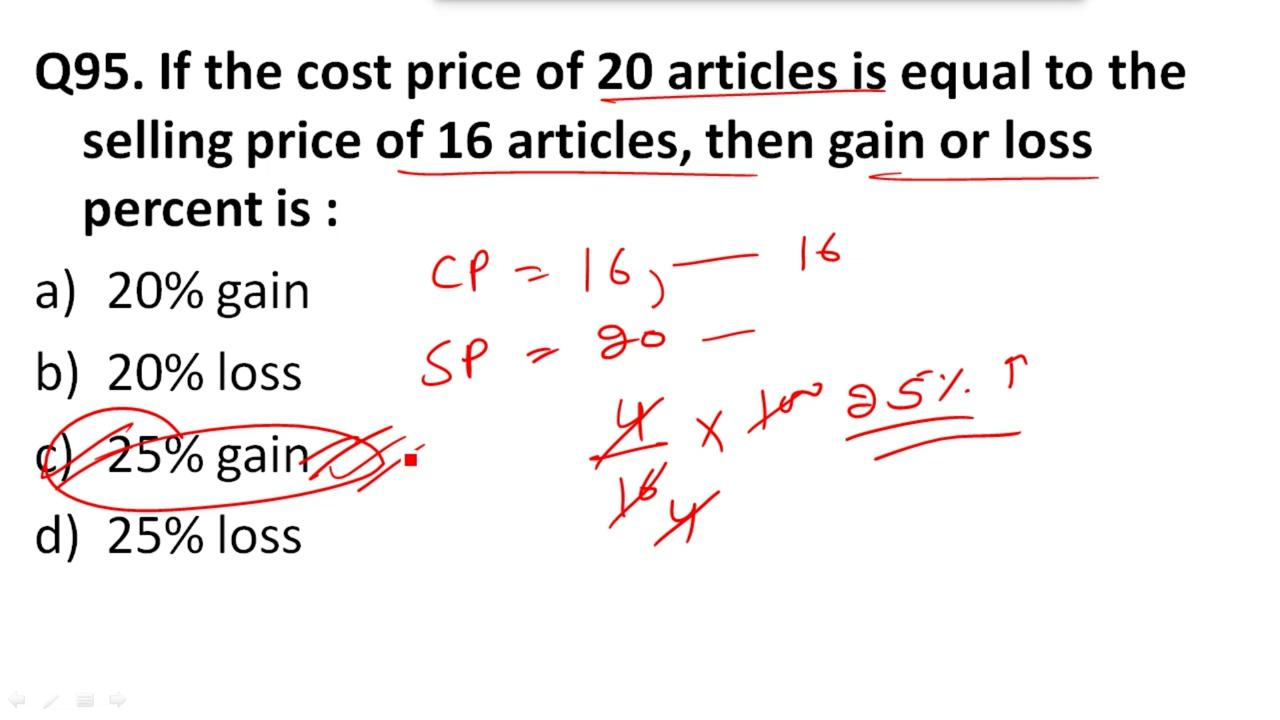 Q95. If the cost price of 20 articles is equal to the
selling price of 16 articles, then gain or loss
percent is :
a) 20% gain
b) 20% loss
c) 25% gain
d) 25% loss
CP = 16, — 16
SP = 20 —
4/16 × 100 25% ↑
4